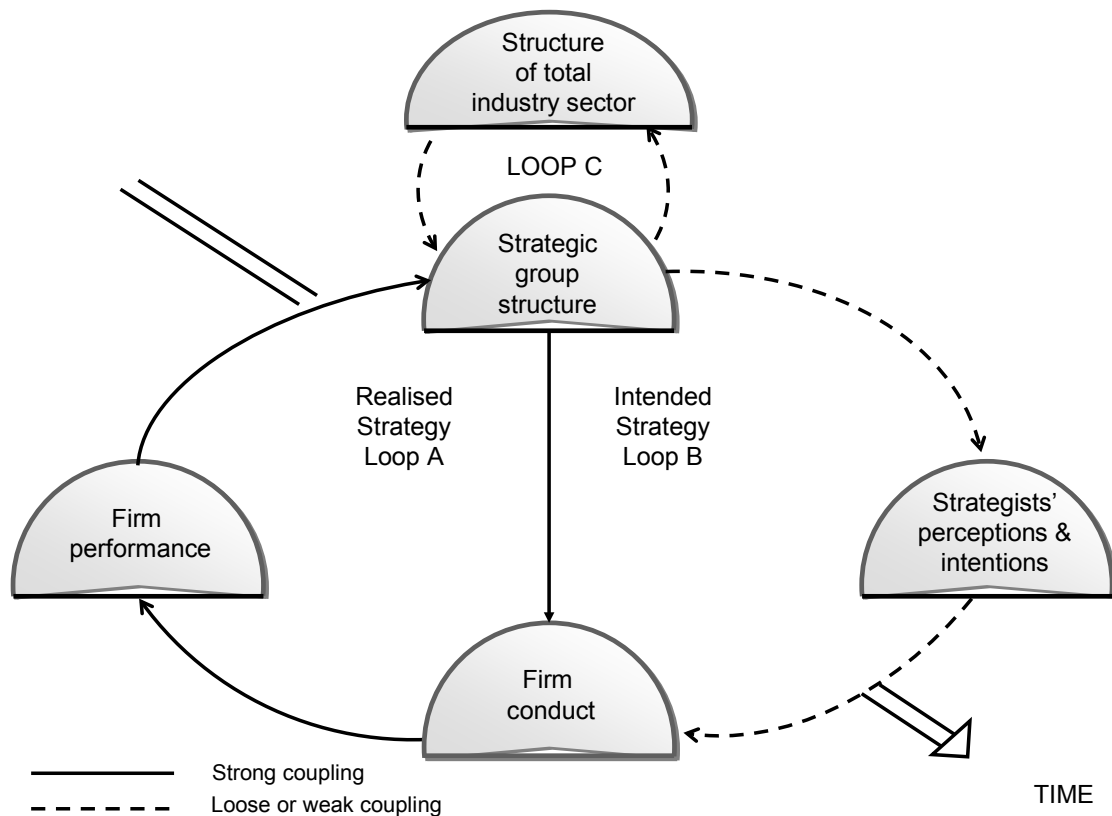 Structure
of total
industry sector
LOOP C
Strategic
group
structure
Realised
Strategy
Loop A
Intended
Strategy
Loop B
Firm
performance
Strategists’
perceptions &
intentions
Firm
conduct
Strong coupling
Loose or weak coupling
TIME